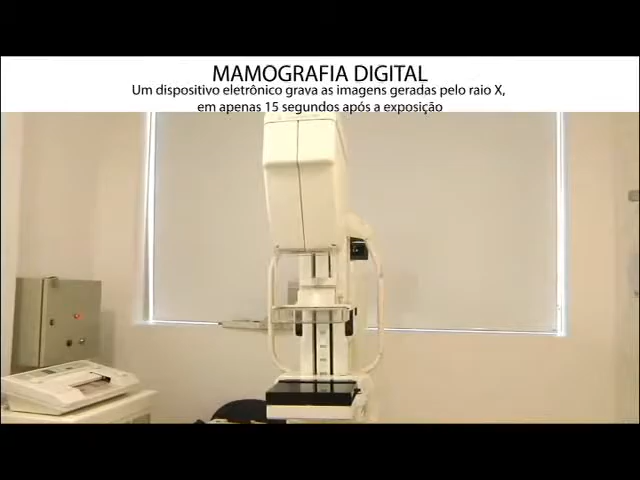 MAMOGRAFIA DIGITAL
Um dispositivo eletrônico grava as imagens geradas pelo raio X,
em apenas 15 segundos após a exposição